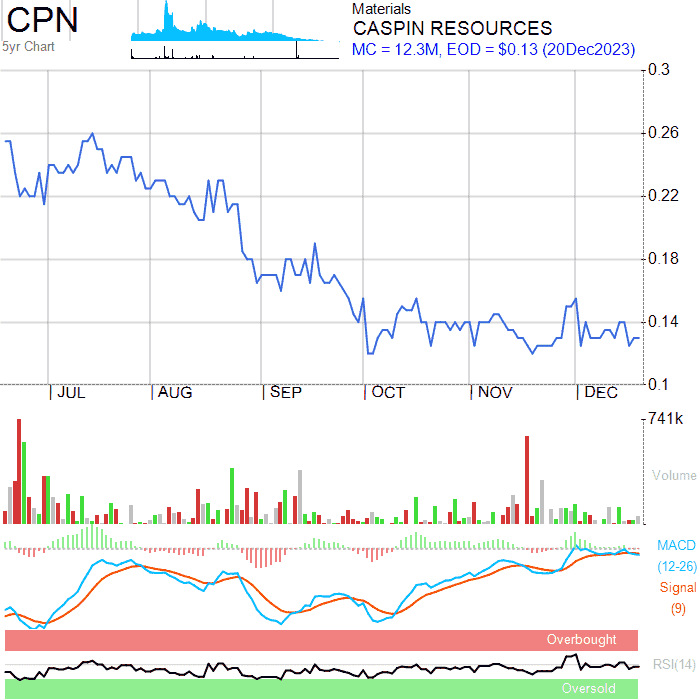 CPN
5yr Chart
Materials
CASPIN RESOURCES
MC = 12.3M, EOD = $0.13 (20Dec2023)
0.3
0.26
0.22
0.18
0.14
0.1
JUL AUG SEP OCT NOV DEC
741k
Volume
MACD
(12-26)
Signal
(9)
Overbought
RSI(14)
Oversold